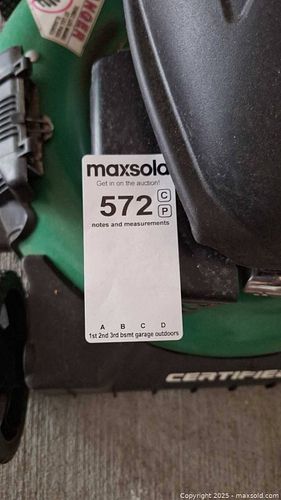 DANGER
maxsold
Get in on the auction!
572 C
P
notes and measurements
A B C D
1st 2nd 3rd bsmt garage outdoors
CERTIFIED
Copyright © 2025 - maxsold.com